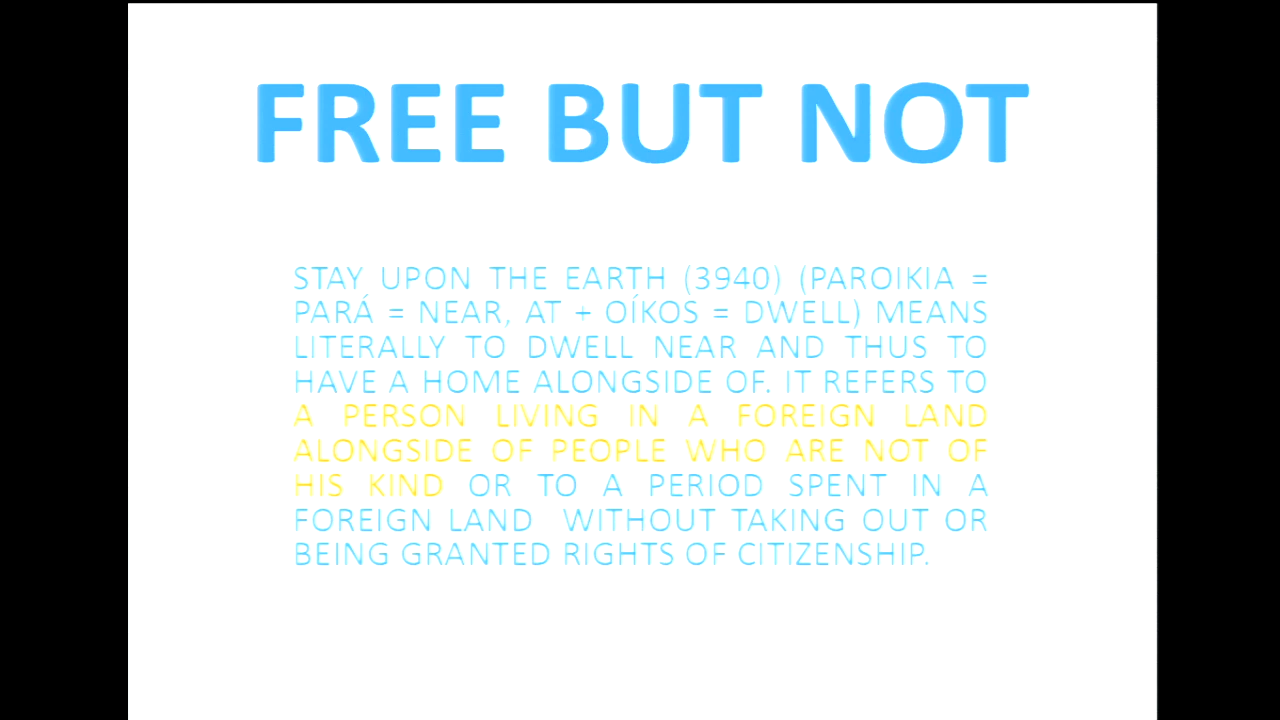 FREE BUT NOT
STAY UPON THE EARTH (3940) (PAROIKIA =
PARÁ = NEAR, AT + OÍKOS = DWELL) MEANS
LITERALLY TO DWELL NEAR AND THUS TO
HAVE A HOME ALONGSIDE OF. IT REFERS TO
A PERSON LIVING IN A FOREIGN LAND
ALONGSIDE OF PEOPLE WHO ARE NOT OF
HIS KIND OR TO A PERIOD SPENT IN A
FOREIGN LAND WITHOUT TAKING OUT OR
BEING GRANTED RIGHTS OF CITIZENSHIP.